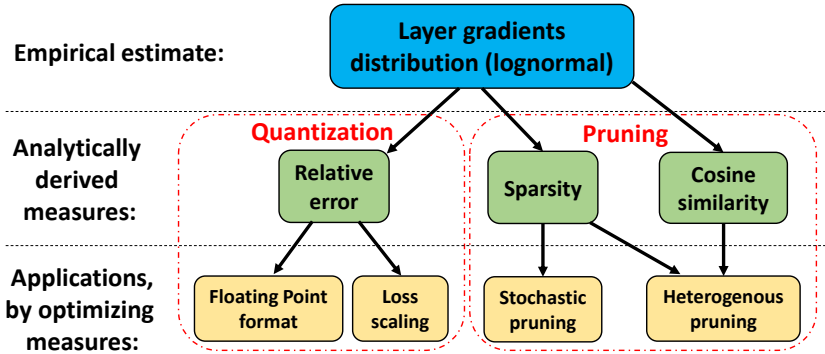 Empirical estimate:
Layer gradients
distribution (lognormal)
Quantization
Pruning
Analytically
derived
measures:
Relative
error
Sparsity
Cosine
similarity
Applications,
by optimizing
measures:
Floating Point
format
Loss
scaling
Stochastic
pruning
Heterogenous
pruning